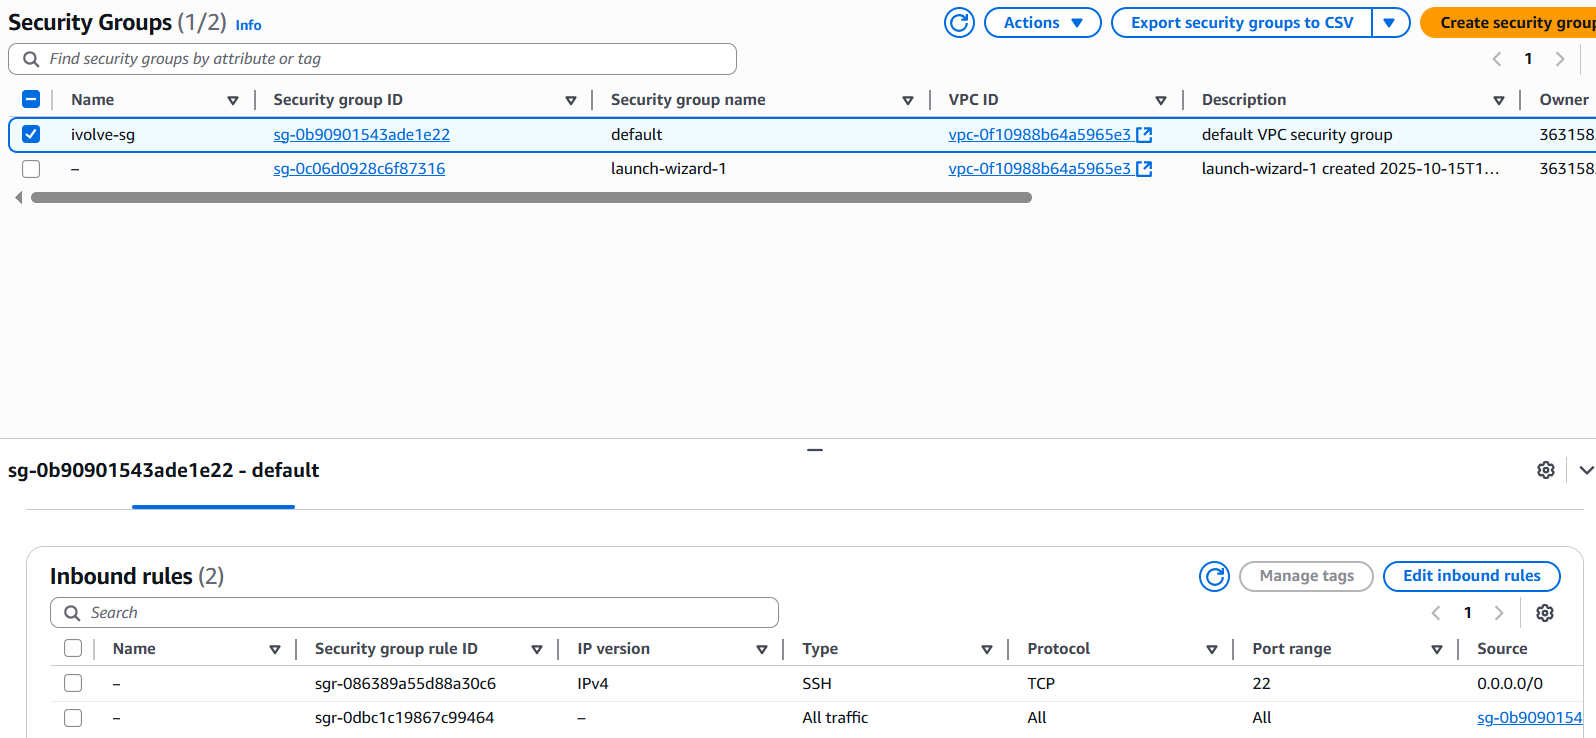 Security Groups (1/2) Info
Actions
Export security groups to CSV
Create security group
Find security groups by attribute or tag
1
Name Security group ID Security group name VPC ID Description Owner
ivolve-sg sg-0b90901543ade1e22 default vpc-0f10988b64a5965e3 default VPC security group 363158
– sg-0c06d0928c6f87316 launch-wizard-1 vpc-0f10988b64a5965e3 launch-wizard-1 created 2025-10-15T1... 363158
sg-0b90901543ade1e22 - default
Inbound rules (2)
Manage tags
Edit inbound rules
Search
1
Name Security group rule ID IP version Type Protocol Port range Source
– sgr-086389a55d88a30c6 IPv4 SSH TCP 22 0.0.0.0/0
– sgr-0dbc1c19867c99464 – All traffic All All sg-0b9090154